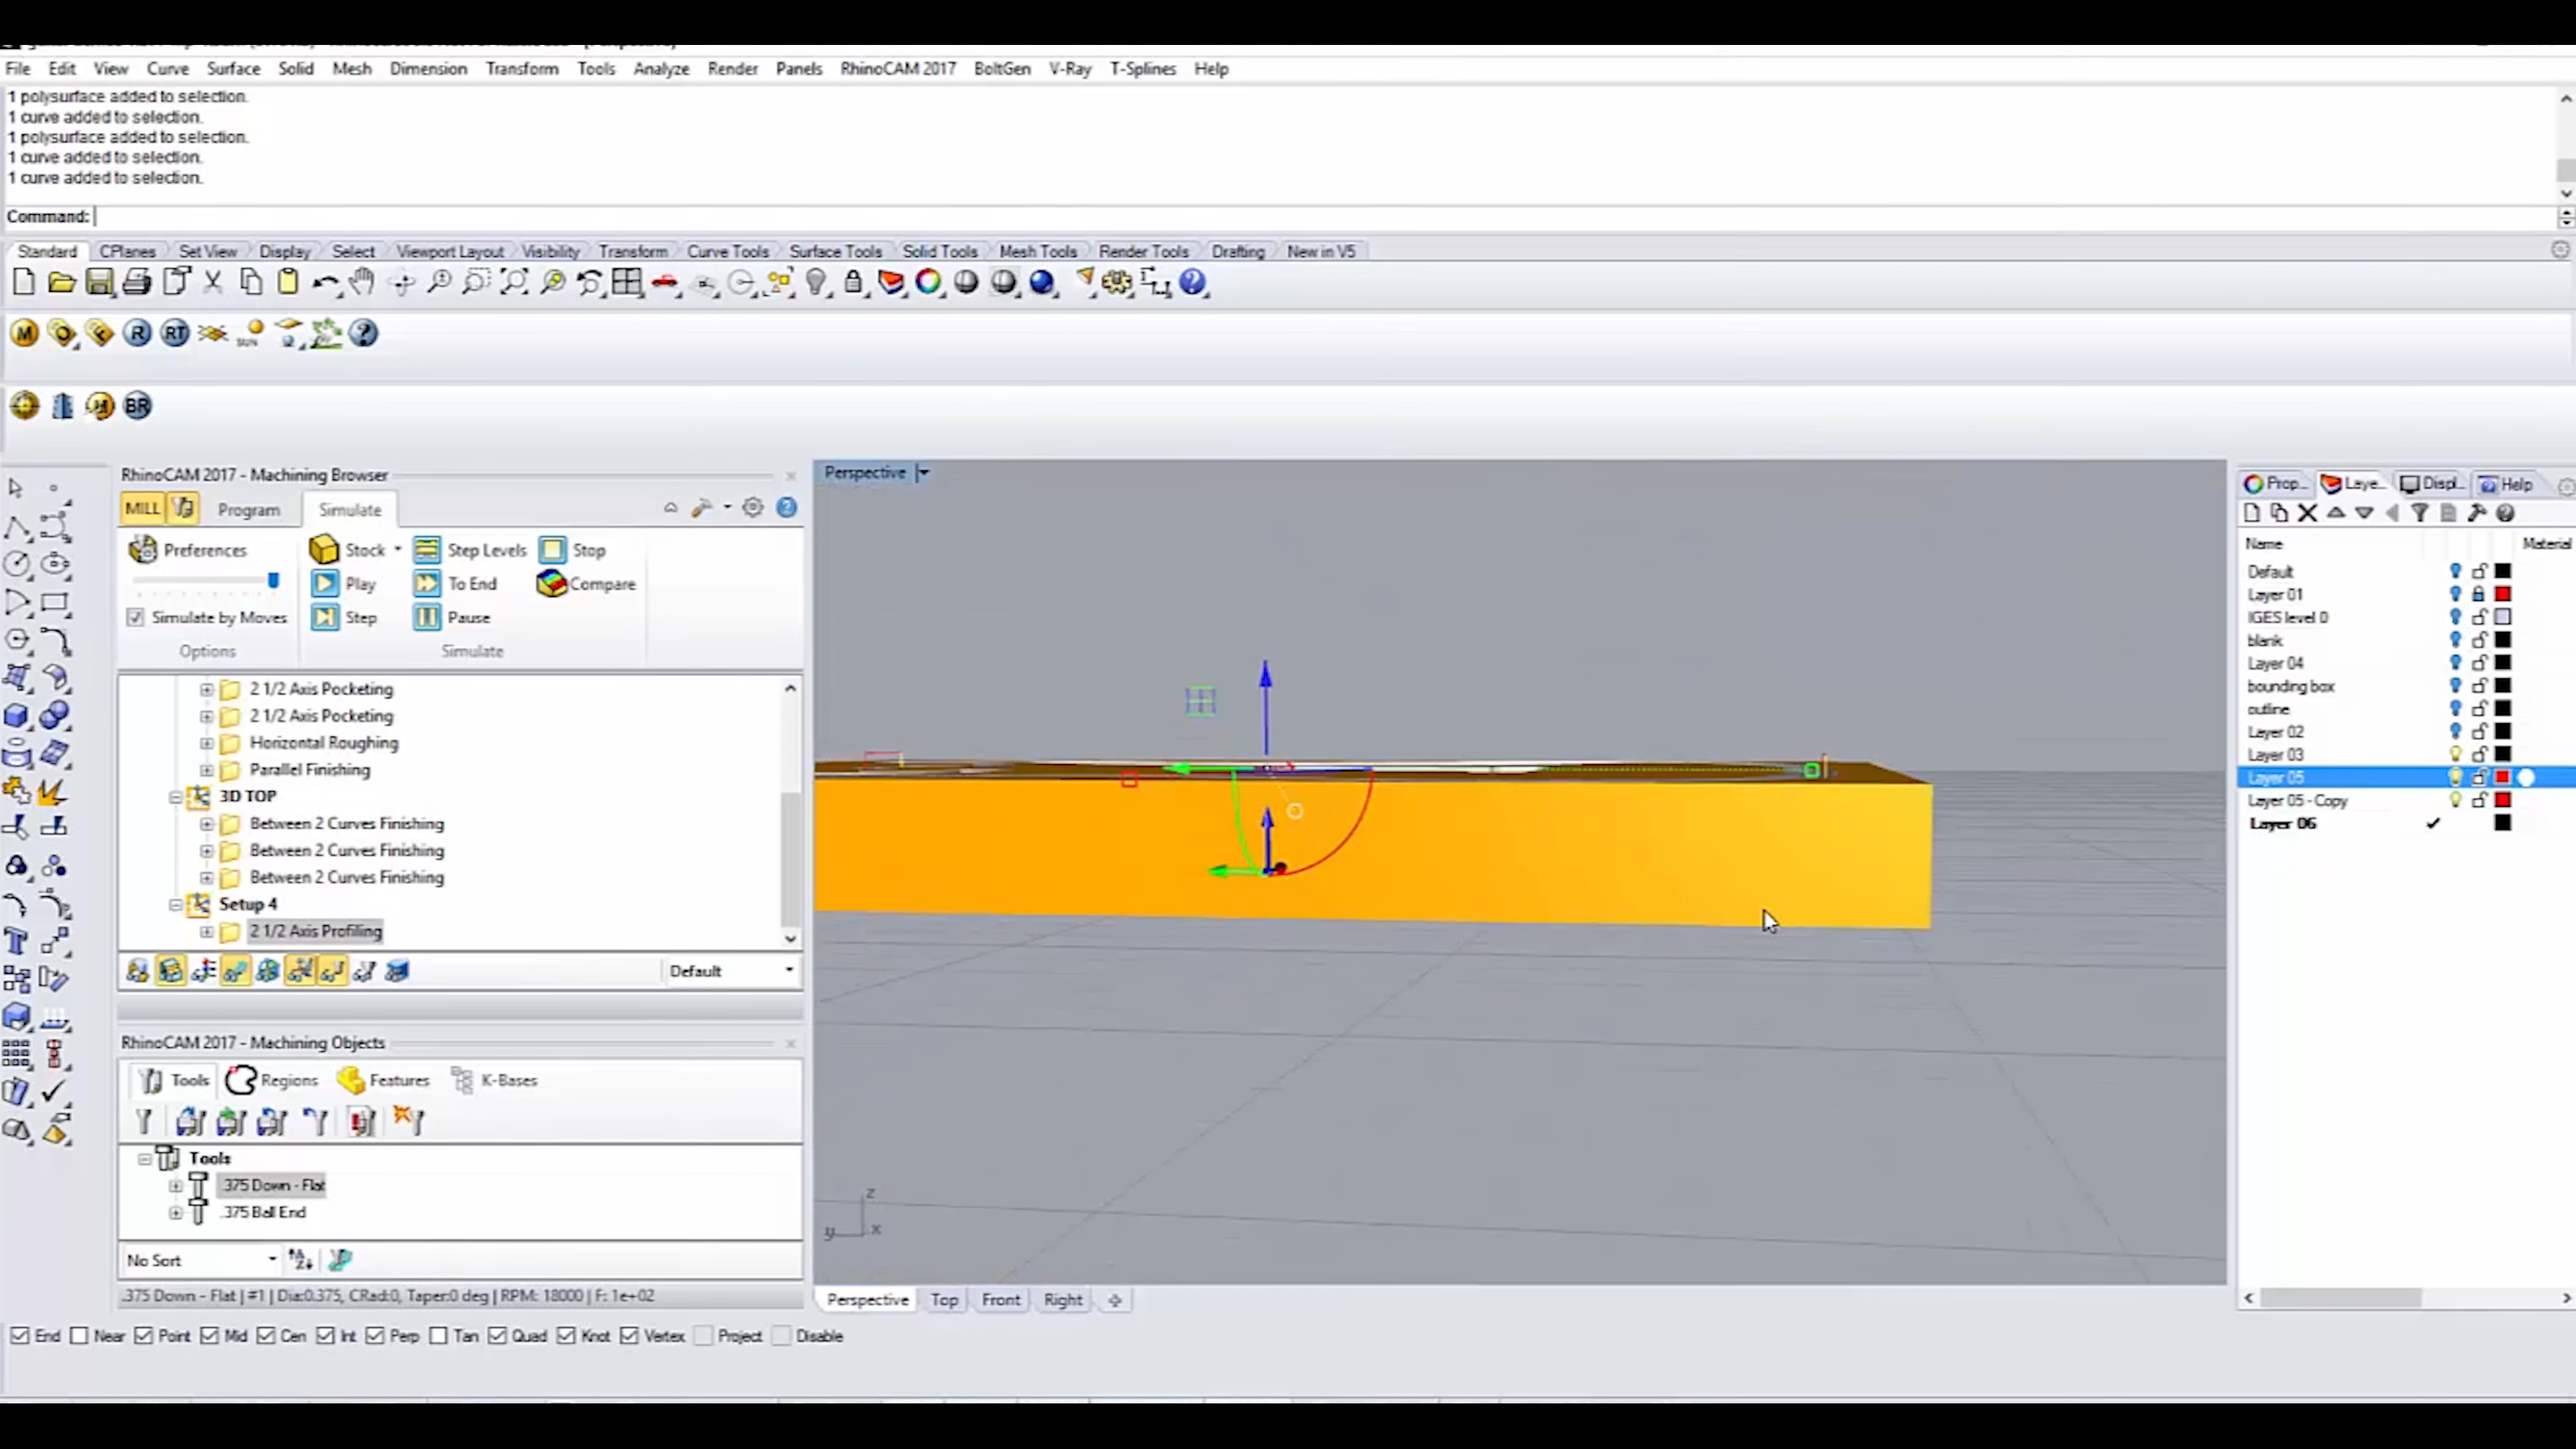 File Edit View Curve Surface Solid Mesh Dimension Transform Tools Analyze Render Panels RhinoCAM 2017 BoltGen V-Ray T-Splines Help
1 polysurface added to selection.
1 curve added to selection.
1 polysurface added to selection.
1 curve added to selection.
1 curve added to selection.
Command:
Standard CPlanes Set View Display Select Viewport Layout Visibility Transform Curve Tools Surface Tools Solid Tools Mesh Tools Render Tools Drafting New in V5
M O F R RT SUN
BR
RhinoCAM 2017 - Machining Browser
MILL Program Simulate
Preferences Stock Step Levels Stop
Play To End Compare
Simulate by Moves Step Pause
Options Simulate
2 1/2 Axis Pocketing
2 1/2 Axis Pocketing
Horizontal Roughing
Parallel Finishing
3D TOP
Between 2 Curves Finishing
Between 2 Curves Finishing
Between 2 Curves Finishing
Setup 4
2 1/2 Axis Profiling
Default
RhinoCAM 2017 - Machining Objects
Tools Regions Features K-Bases
Tools
.375 Down - Flat
.375 Ball End
No Sort
.375 Down - Flat | #1 | Dia:0.375, CRad:0, Taper:0 deg | RPM: 18000 | F: 1e+02
Perspective
z
y x
Perspective Top Front Right
Prop... Laye... Displ... Help
Name Material
Default
Layer 01
IGES level 0
blank
Layer 04
bounding box
outline
Layer 02
Layer 03
Layer 05
Layer 05 - Copy
Layer 06
End Near Point Mid Cen Int Perp Tan Quad Knot Vertex Project Disable